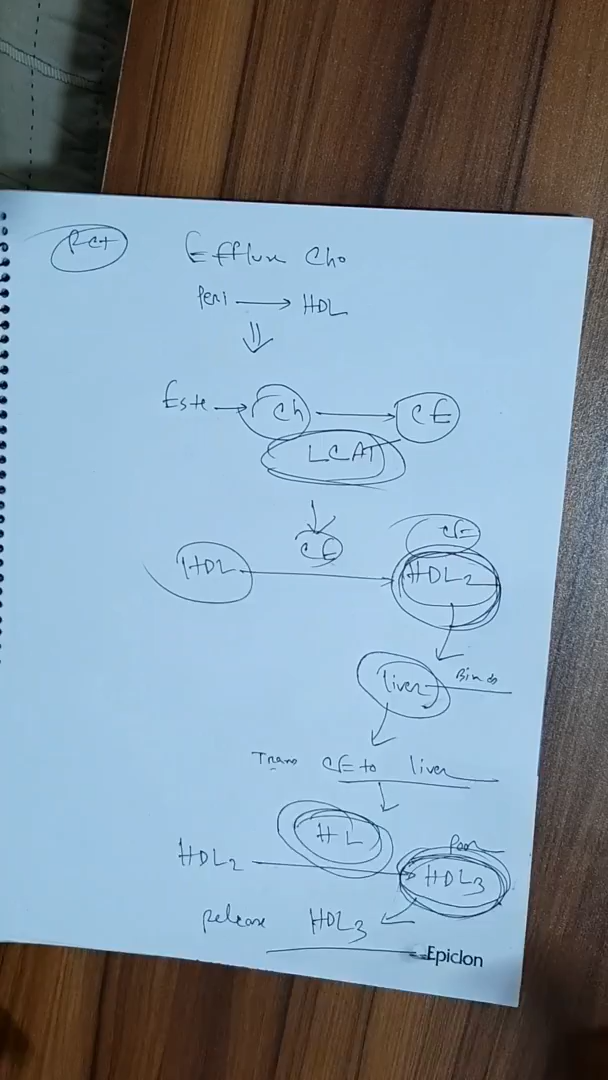 RCT Efflux Cho
Peri → HDL
⇓
Este → Ch → CE
LCAT
↓
CE
CE
HDL → HDL2
liver Binds
Trans CE to liver
HL
Poor
HDL2 → HDL3
release HDL3
Epiclon